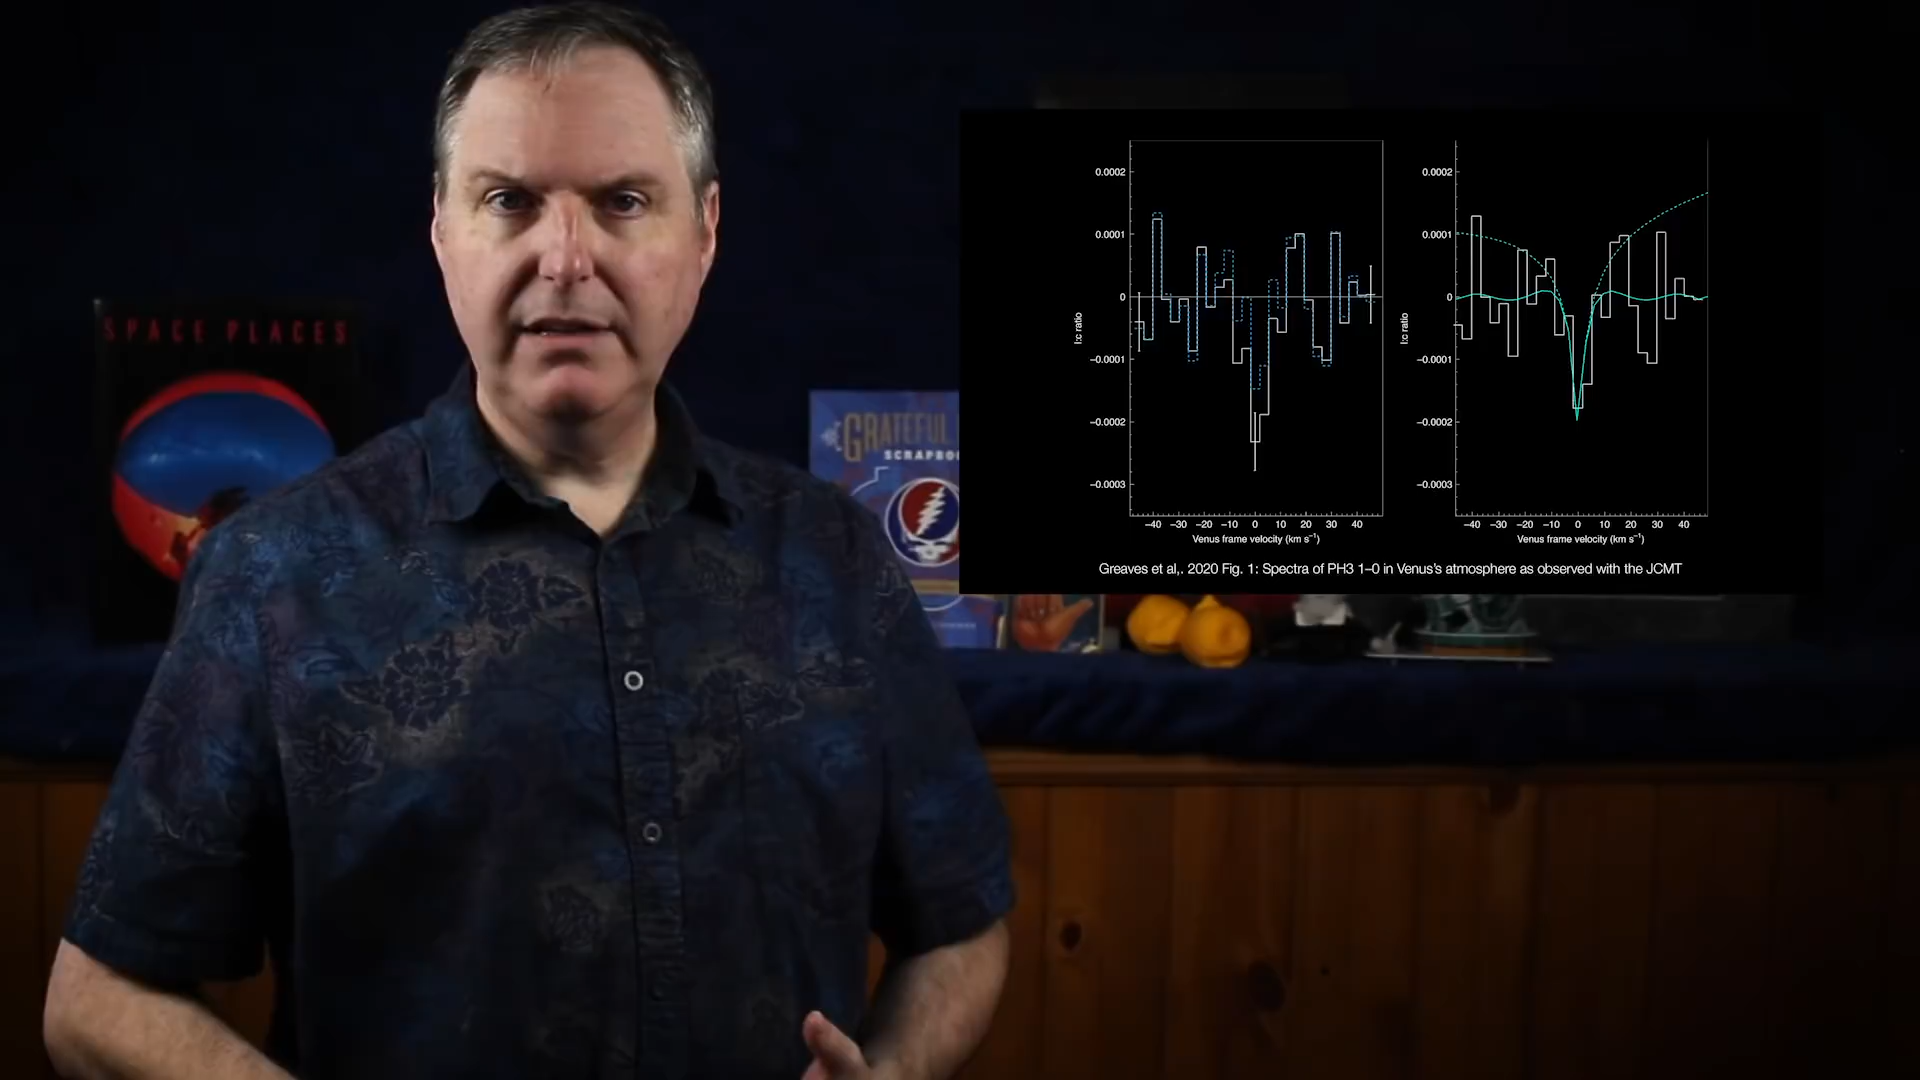 SPACE PLACES
GRATEFUL
SCRAPBOO
0.0002
0.0001
0
−0.0001
−0.0002
−0.0003
l:c ratio
−40 −30 −20 −10 0 10 20 30 40
Venus frame velocity (km s⁻¹)
0.0002
0.0001
0
−0.0001
−0.0002
−0.0003
l:c ratio
−40 −30 −20 −10 0 10 20 30 40
Venus frame velocity (km s⁻¹)
Greaves et al,. 2020 Fig. 1: Spectra of PH3 1–0 in Venus's atmosphere as observed with the JCMT